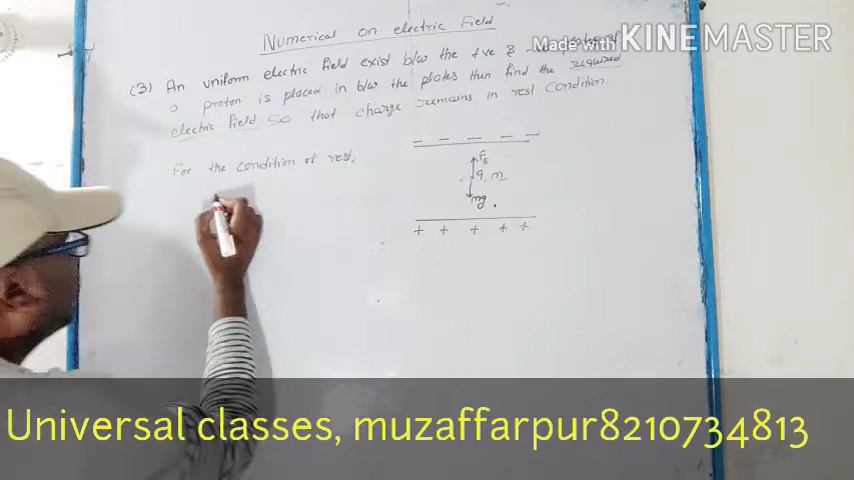 Numerical on electric Field
Made with KINEMASTER
(3) An uniform electric field exist b/w the +ve &
a proton is placed in b/w the plates then find the required
electric field so that charge remains in rest condition.
For the condition of rest,
- - - - -
FE
q, m
mg
+ + + + +
Universal classes, muzaffarpur8210734813